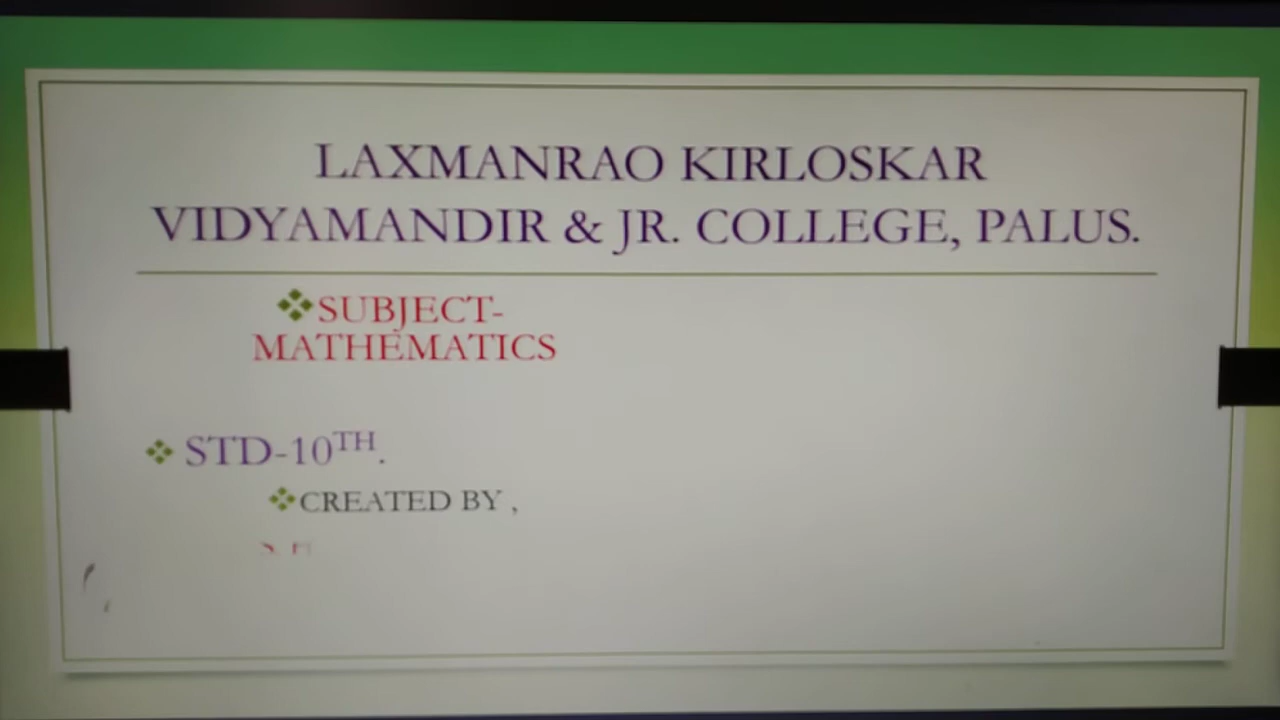 LAXMANRAO KIRLOSKAR
VIDYAMANDIR & JR. COLLEGE, PALUS.
SUBJECT-
MATHEMATICS
STD-10TH.
CREATED BY ,